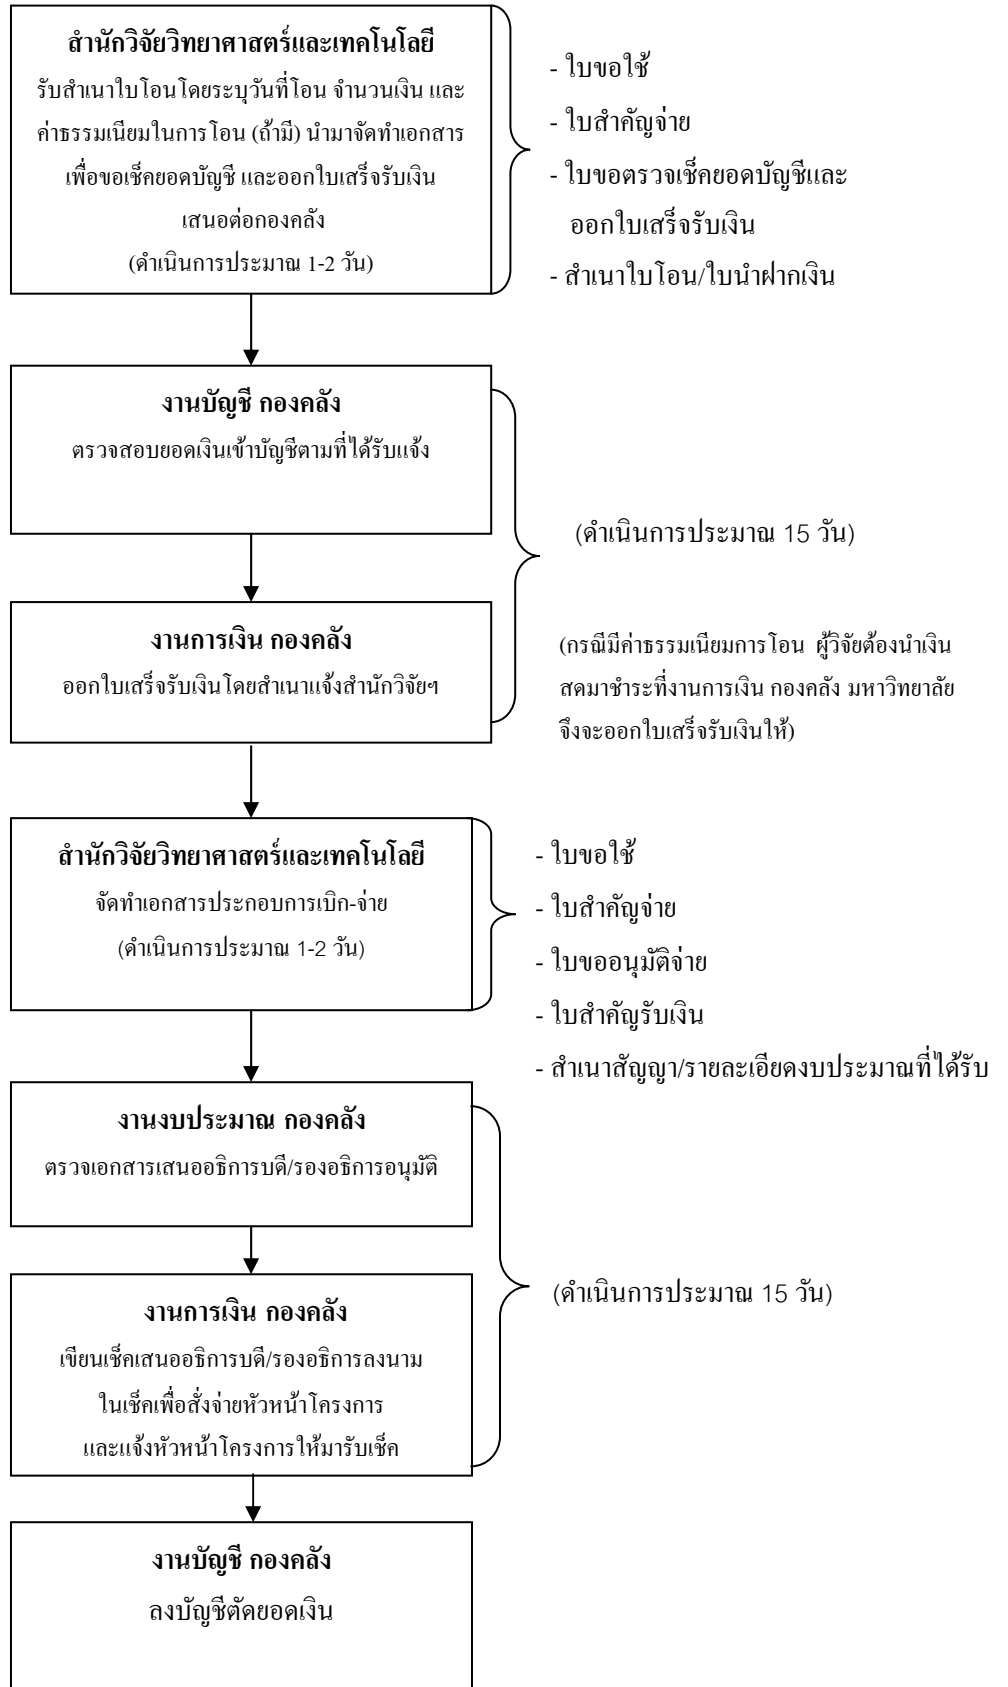 สำนักวิจัยวิทยาศาสตร์และเทคโนโลยี
รับสำเนาใบโอนโดยระบุวันที่โอน จำนวนเงิน และ
ค่าธรรมเนียมในการโอน (ถ้ามี) นำมาจัดทำเอกสาร
เพื่อขอเช็คยอดบัญชี และออกใบเสร็จรับเงิน
เสนอต่อกองคลัง
(ดำเนินการประมาณ 1-2 วัน)
- ใบขอใช้
- ใบสำคัญจ่าย
- ใบขอตรวจเช็คยอดบัญชีและ
ออกใบเสร็จรับเงิน
- สำเนาใบโอน/ใบนำฝากเงิน
งานบัญชี กองคลัง
ตรวจสอบยอดเงินเข้าบัญชีตามที่ได้รับแจ้ง
(ดำเนินการประมาณ 15 วัน)
งานการเงิน กองคลัง
ออกใบเสร็จรับเงินโดยสำเนาแจ้งสำนักวิจัยฯ
(กรณีมีค่าธรรมเนียมการโอน ผู้วิจัยต้องนำเงิน
สดมาชำระที่งานการเงิน กองคลัง มหาวิทยาลัย
จึงจะออกใบเสร็จรับเงินให้)
สำนักวิจัยวิทยาศาสตร์และเทคโนโลยี
จัดทำเอกสารประกอบการเบิก-จ่าย
(ดำเนินการประมาณ 1-2 วัน)
- ใบขอใช้
- ใบสำคัญจ่าย
- ใบขออนุมัติจ่าย
- ใบสำคัญรับเงิน
- สำเนาสัญญา/รายละเอียดงบประมาณที่ได้รับ
งานงบประมาณ กองคลัง
ตรวจเอกสารเสนออธิการบดี/รองอธิการอนุมัติ
งานการเงิน กองคลัง
เขียนเช็คเสนออธิการบดี/รองอธิการลงนาม
ในเช็คเพื่อสั่งจ่ายหัวหน้าโครงการ
และแจ้งหัวหน้าโครงการให้มารับเช็ค
(ดำเนินการประมาณ 15 วัน)
งานบัญชี กองคลัง
ลงบัญชีตัดยอดเงิน